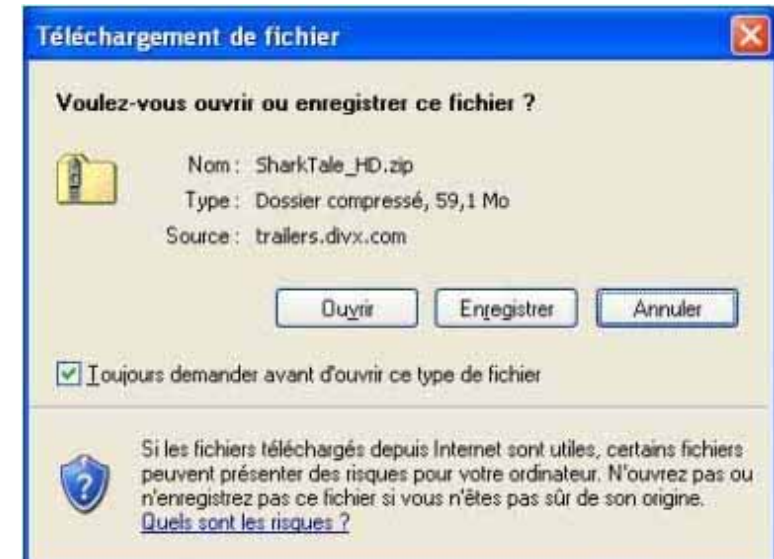 Téléchargement de fichier
Voulez-vous ouvrir ou enregistrer ce fichier ?
Nom : SharkTale_HD.zip
Type : Dossier compressé, 59,1 Mo
Source : trailers.divx.com
Ouvrir Enregistrer Annuler
Toujours demander avant d'ouvrir ce type de fichier
Si les fichiers téléchargés depuis Internet sont utiles, certains fichiers
peuvent présenter des risques pour votre ordinateur. N'ouvrez pas ou
n'enregistrez pas ce fichier si vous n'êtes pas sûr de son origine.
Quels sont les risques ?